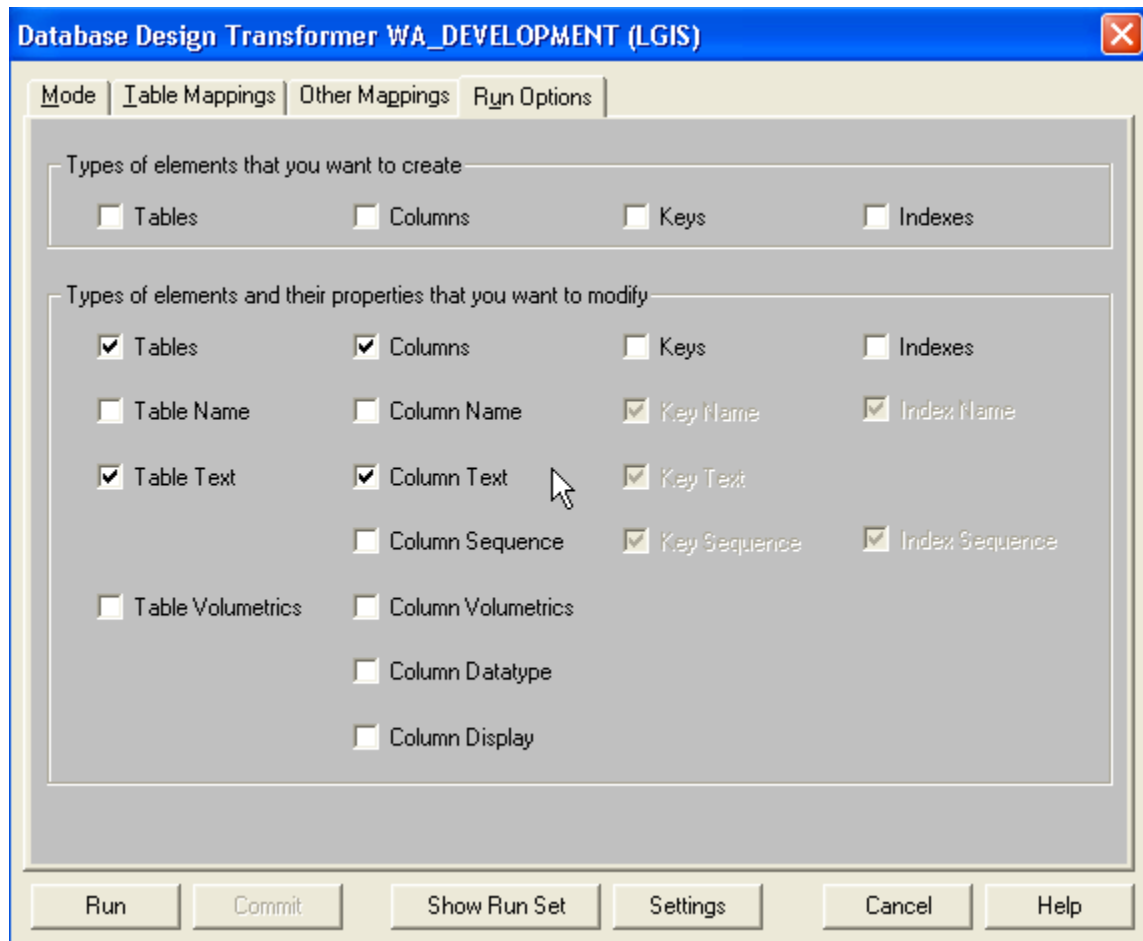 Database Design Transformer WA_DEVELOPMENT (LGIS)
Mode Table Mappings Other Mappings Run Options
Types of elements that you want to create
Tables Columns Keys Indexes
Types of elements and their properties that you want to modify
Tables Columns Keys Indexes
Table Name Column Name Key Name Index Name
Table Text Column Text Key Text
Column Sequence Key Sequence Index Sequence
Table Volumetrics Column Volumetrics
Column Datatype
Column Display
Run Commit Show Run Set Settings Cancel Help